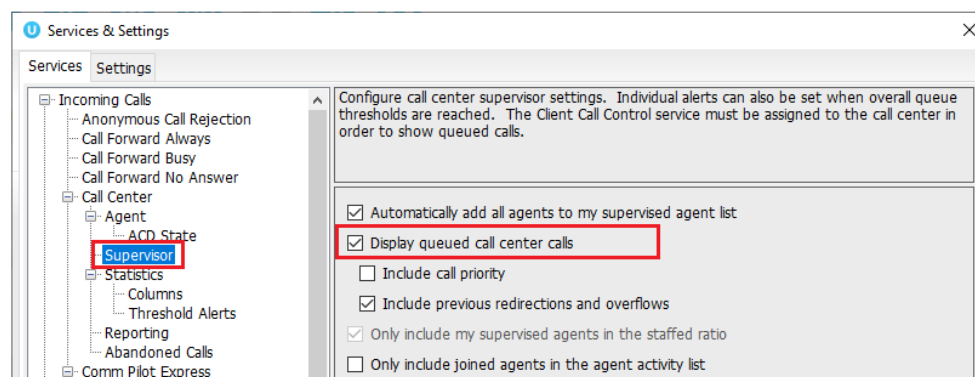 Services & Settings
Services
Settings
Incoming Calls
Anonymous Call Rejection
Call Forward Always
Call Forward Busy
Call Forward No Answer
Call Center
Agent
ACD State
Supervisor
Statistics
Columns
Threshold Alerts
Reporting
Abandoned Calls
Comm Pilot Express
Configure call center supervisor settings.  Individual alerts can also be set when overall queue
thresholds are reached.  The Client Call Control service must be assigned to the call center in
order to show queued calls.
Automatically add all agents to my supervised agent list
Display queued call center calls
Include call priority
Include previous redirections and overflows
Only include my supervised agents in the staffed ratio
Only include joined agents in the agent activity list